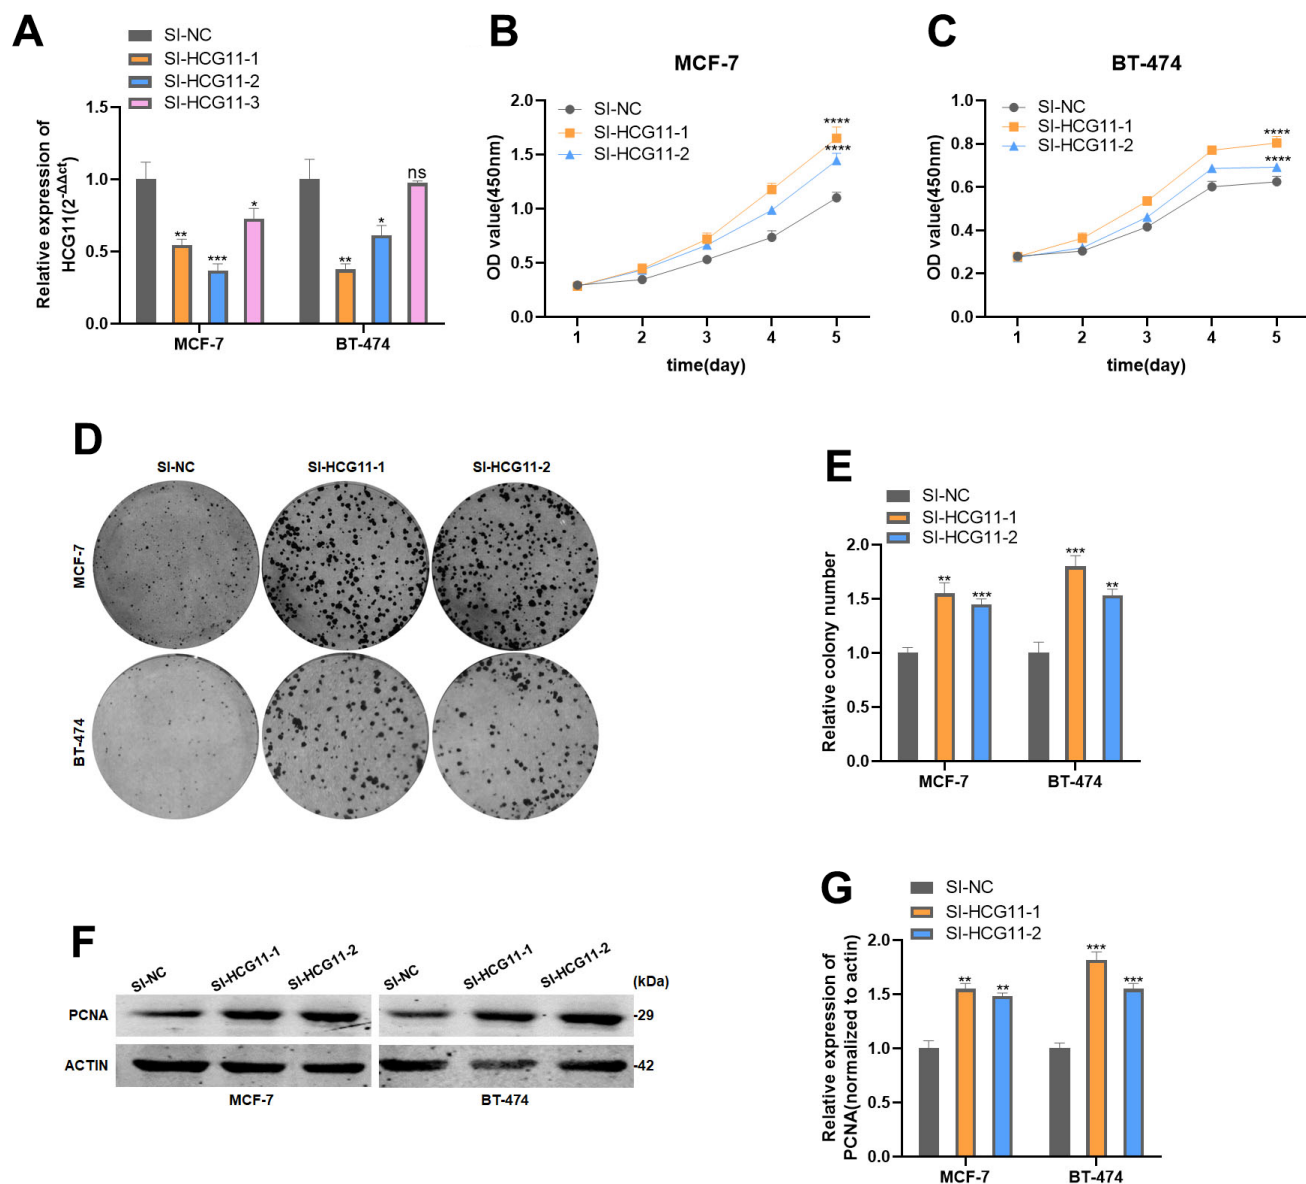 A
SI-NC
SI-HCG11-1
SI-HCG11-2
SI-HCG11-3
Relative expression of
HCG11(2^-ΔΔct)
1.5
1.0
0.5
0.0
**
***
*
**
*
ns
MCF-7
BT-474
B
MCF-7
SI-NC
SI-HCG11-1
SI-HCG11-2
OD value(450nm)
2.0
1.5
1.0
0.5
0.0
****
****
1 2 3 4 5
time(day)
C
BT-474
SI-NC
SI-HCG11-1
SI-HCG11-2
OD value(450nm)
1.0
0.8
0.6
0.4
0.2
0.0
****
****
1 2 3 4 5
time(day)
D
SI-NC SI-HCG11-1 SI-HCG11-2
MCF-7
BT-474
E
SI-NC
SI-HCG11-1
SI-HCG11-2
Relative colony number
2.0
1.5
1.0
0.5
0.0
**
***
***
**
MCF-7
BT-474
F
SI-NC SI-HCG11-1 SI-HCG11-2 SI-NC SI-HCG11-1 SI-HCG11-2 (kDa)
PCNA -29
ACTIN -42
MCF-7 BT-474
G
SI-NC
SI-HCG11-1
SI-HCG11-2
Relative expression of
PCNA(normalized to actin)
2.0
1.5
1.0
0.5
0.0
**
**
***
***
MCF-7
BT-474